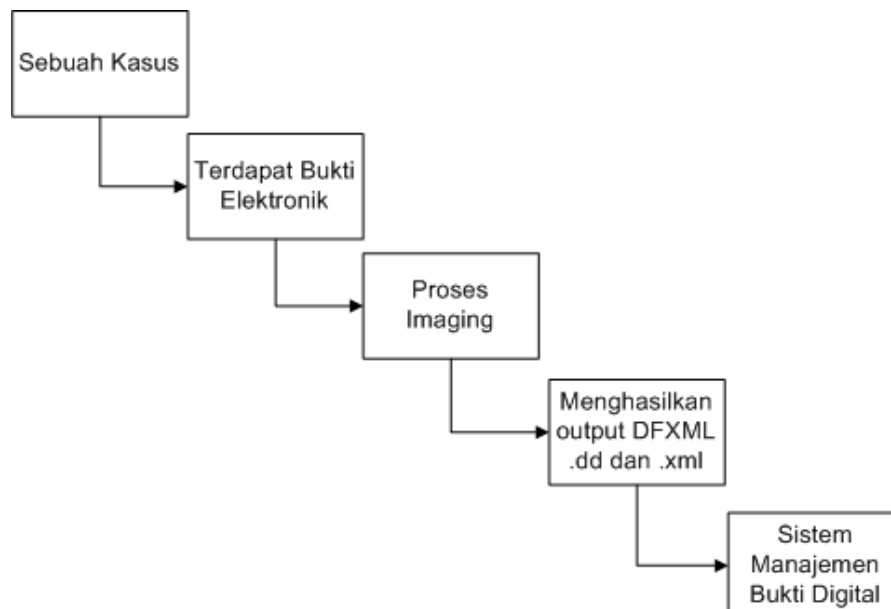 Sebuah Kasus
Terdapat Bukti
Elektronik
Proses
Imaging
Menghasilkan
output DFXML
.dd dan .xml
Sistem
Manajemen
Bukti Digital